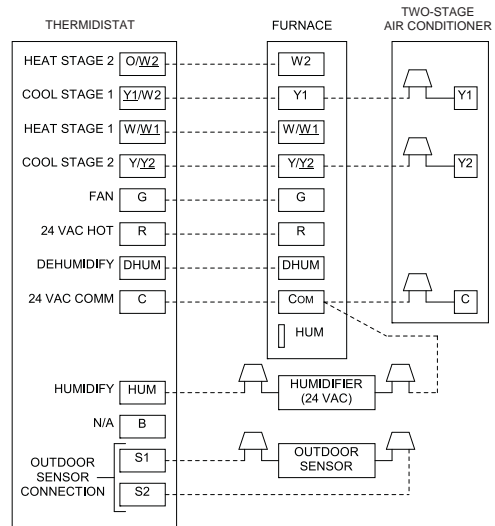 THERMIDISTAT FURNACE TWO-STAGE
AIR CONDITIONER
HEAT STAGE 2 O/W2 W2
COOL STAGE 1 Y1/W2 Y1 Y1
HEAT STAGE 1 W/W1 W/W1
COOL STAGE 2 Y/Y2 Y/Y2 Y2
FAN G G
24 VAC HOT R R
DEHUMIDIFY DHUM DHUM
24 VAC COMM C COM C
HUM
HUMIDIFY HUM HUMIDIFIER
(24 VAC)
N/A B
OUTDOOR
SENSOR
CONNECTION
S1 OUTDOOR
SENSOR
S2